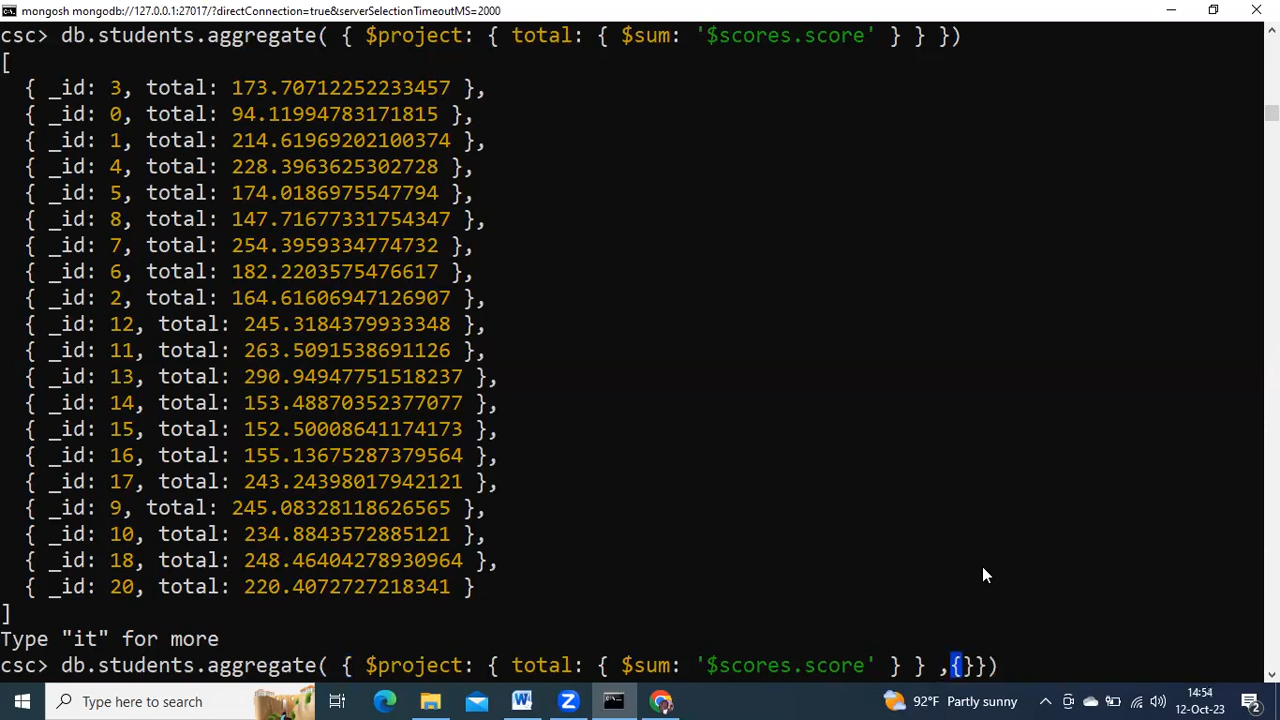 mongosh mongodb://127.0.0.1:27017/?directConnection=true&serverSelectionTimeoutMS=2000
csc> db.students.aggregate( { $project: { total: { $sum: '$scores.score' } } })
[
  { _id: 3, total: 173.70712252233457 },
  { _id: 0, total: 94.11994783171815 },
  { _id: 1, total: 214.61969202100374 },
  { _id: 4, total: 228.3963625302728 },
  { _id: 5, total: 174.0186975547794 },
  { _id: 8, total: 147.71677331754347 },
  { _id: 7, total: 254.3959334774732 },
  { _id: 6, total: 182.2203575476617 },
  { _id: 2, total: 164.61606947126907 },
  { _id: 12, total: 245.3184379933348 },
  { _id: 11, total: 263.5091538691126 },
  { _id: 13, total: 290.94947751518237 },
  { _id: 14, total: 153.48870352377077 },
  { _id: 15, total: 152.50008641174173 },
  { _id: 16, total: 155.13675287379564 },
  { _id: 17, total: 243.24398017942121 },
  { _id: 9, total: 245.08328118626565 },
  { _id: 10, total: 234.8843572885121 },
  { _id: 18, total: 248.46404278930964 },
  { _id: 20, total: 220.4072727218341 }
]
Type "it" for more
csc> db.students.aggregate( { $project: { total: { $sum: '$scores.score' } } ,{}})
Type here to search
92°F Partly sunny
14:54
12-Oct-23
2